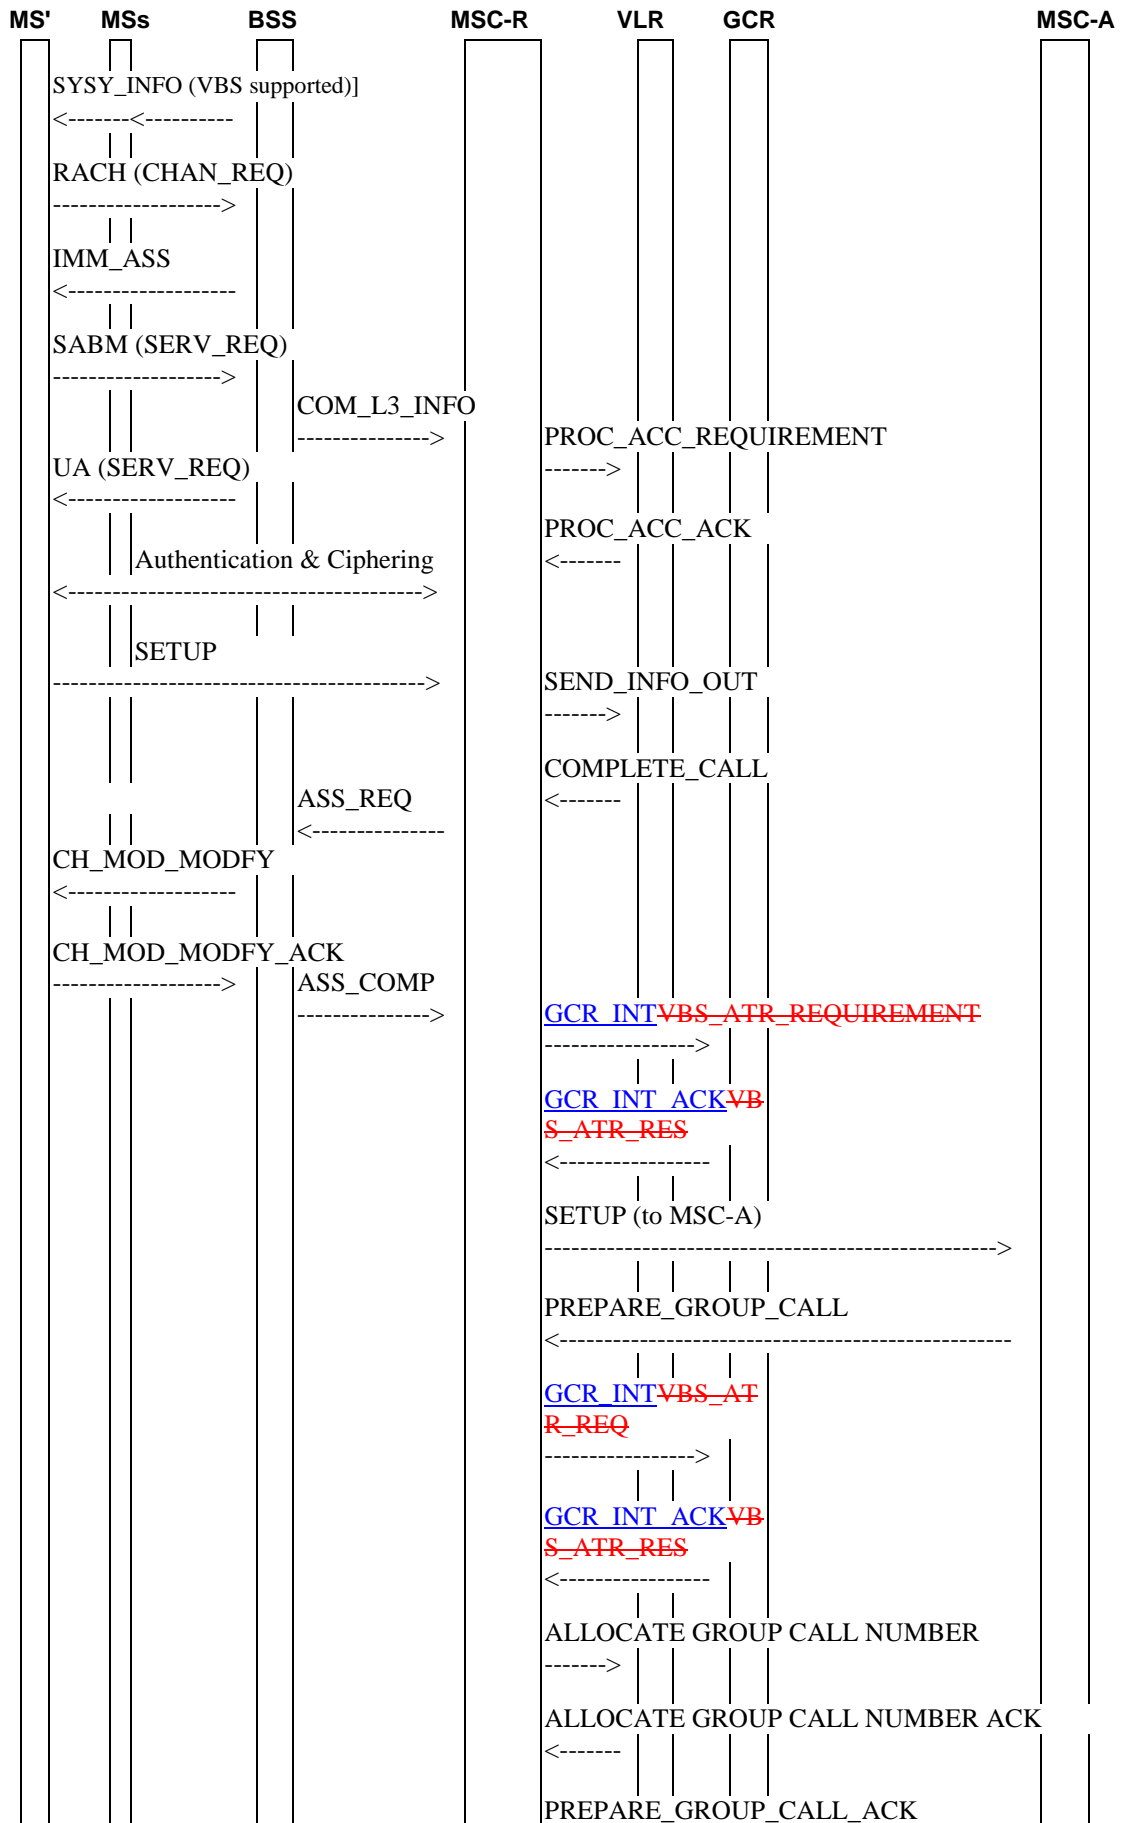 MS' MSs BSS MSC-R VLR GCR MSC-A
SYSY_INFO (VBS supported)]
<-------<----------
RACH (CHAN_REQ)
------------------->
IMM_ASS
<-------------------
SABM (SERV_REQ)
------------------->
COM_L3_INFO
--------------->
PROC_ACC_REQUIREMENT
------->
UA (SERV_REQ)
<-------------------
PROC_ACC_ACK
<-------
Authentication & Ciphering
<---------------------------------------->
SETUP
------------------------------------------>
SEND_INFO_OUT
------->
COMPLETE_CALL
<-------
ASS_REQ
<---------------
CH_MOD_MODFY
<-------------------
CH_MOD_MODFY_ACK
------------------->
ASS_COMP
--------------->
GCR_INTVBS_ATR_REQUIREMENT
----------------->
GCR_INT_ACKVB
S_ATR_RES
<-----------------
SETUP (to MSC-A)
--------------------------------------------------->
PREPARE_GROUP_CALL
<---------------------------------------------------
GCR_INTVBS_AT
R_REQ
----------------->
GCR_INT_ACKVB
S_ATR_RES
<-----------------
ALLOCATE GROUP CALL NUMBER
------->
ALLOCATE GROUP CALL NUMBER ACK
<-------
PREPARE_GROUP_CALL_ACK